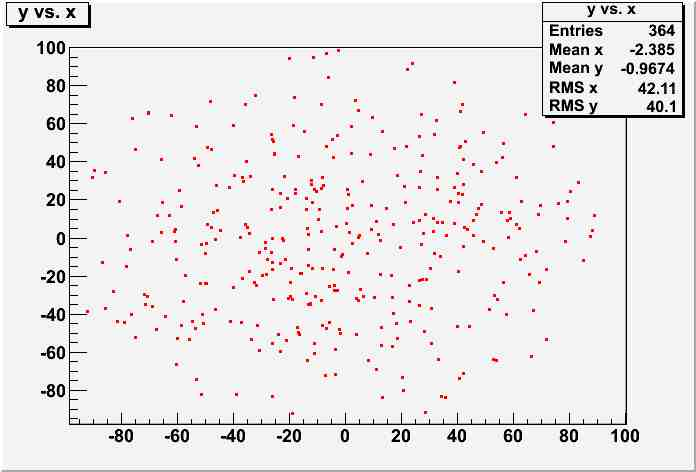 y vs. x
y vs. x
Entries 364
Mean x -2.385
Mean y -0.9674
RMS x 42.11
RMS y 40.1
100
80
60
40
20
0
-20
-40
-60
-80
-80 -60 -40 -20 0 20 40 60 80 100